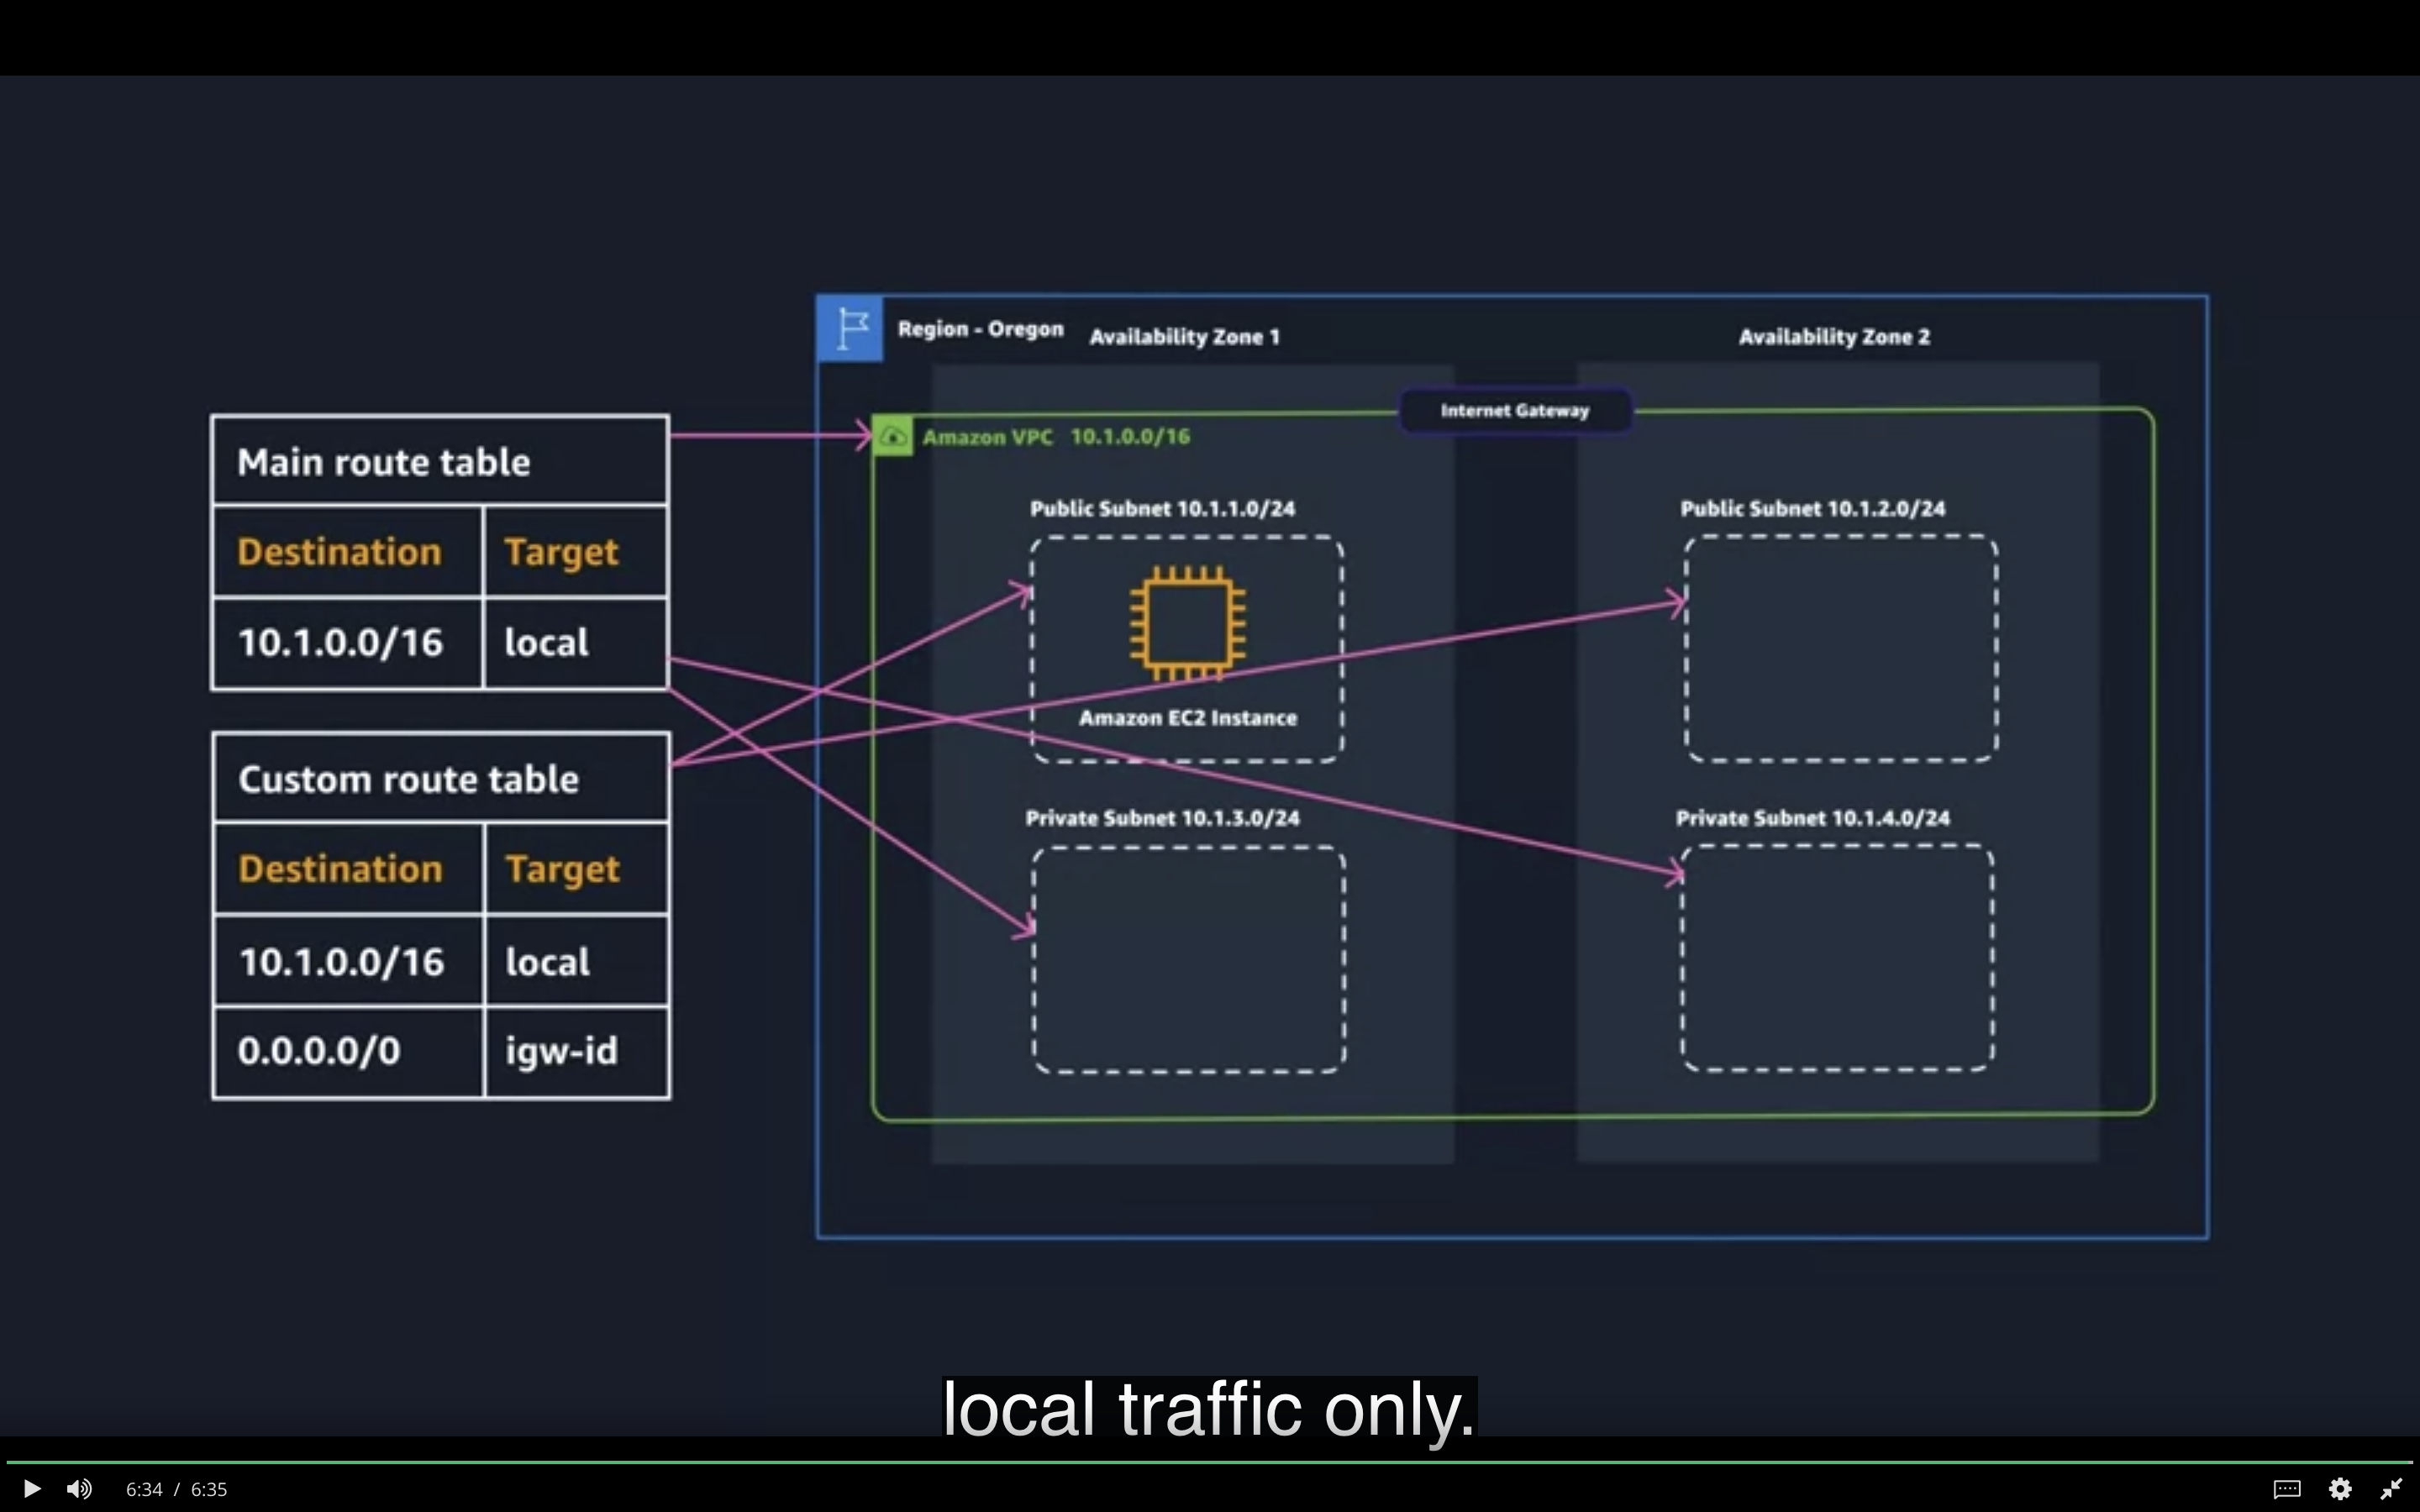 Region - Oregon
Availability Zone 1
Availability Zone 2
Internet Gateway
Main route table
Destination Target
10.1.0.0/16 local
Custom route table
Destination Target
10.1.0.0/16 local
0.0.0.0/0 igw-id
Amazon VPC 10.1.0.0/16
Public Subnet 10.1.1.0/24
Amazon EC2 Instance
Public Subnet 10.1.2.0/24
Private Subnet 10.1.3.0/24
Private Subnet 10.1.4.0/24
local traffic only.
6:34 / 6:35